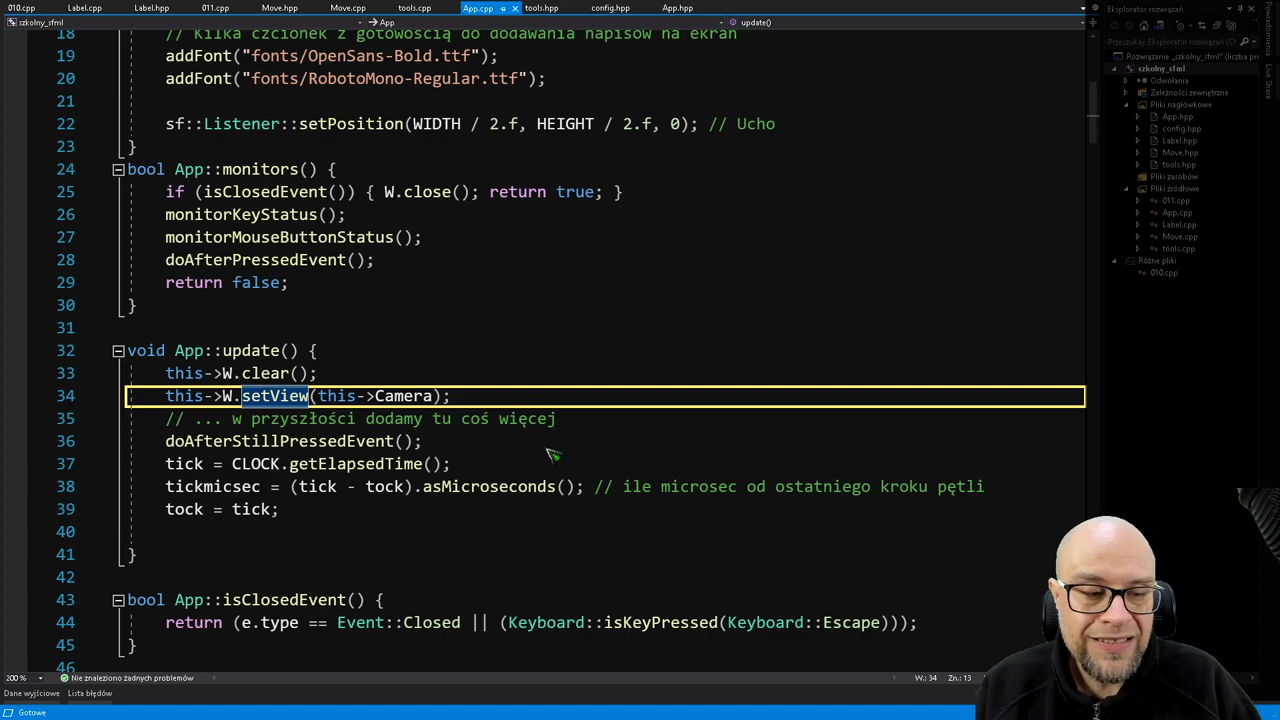 010.cpp Label.cpp Label.hpp 011.cpp Move.hpp Move.cpp tools.cpp App.cpp tools.hpp config.hpp App.hpp
szkolny_sfml App update()
18 // Kilka czcionek z gotowością do dodawania napisów na ekran
19 addFont("fonts/OpenSans-Bold.ttf");
20 addFont("fonts/RobotoMono-Regular.ttf");
21
22 sf::Listener::setPosition(WIDTH / 2.f, HEIGHT / 2.f, 0); // Ucho
23 }
24 bool App::monitors() {
25 if (isClosedEvent()) { W.close(); return true; }
26 monitorKeyStatus();
27 monitorMouseButtonStatus();
28 doAfterPressedEvent();
29 return false;
30 }
31
32 void App::update() {
33 this->W.clear();
34 this->W.setView(this->Camera);
35 // ... w przyszłości dodamy tu coś więcej
36 doAfterStillPressedEvent();
37 tick = CLOCK.getElapsedTime();
38 tickmicsec = (tick - tock).asMicroseconds(); // ile microsec od ostatniego kroku pętli
39 tock = tick;
40
41 }
42
43 bool App::isClosedEvent() {
44 return (e.type == Event::Closed || (Keyboard::isKeyPressed(Keyboard::Escape)));
45 }
46
200 % Nie znaleziono żadnych problemów W.: 34 Zn.: 13
Dane wyjściowe Lista błędów
Gotowe
Eksplorator rozwiązań
Przeszukaj: Eksplorator rozwiązań
Rozwiązanie „szkolny_sfml” (liczba pro
szkolny_sfml
Odwołania
Zależności zewnętrzne
Pliki nagłówkowe
App.hpp
config.hpp
Label.hpp
Move.hpp
tools.hpp
Pliki zasobów
Pliki źródłowe
011.cpp
App.cpp
Label.cpp
Move.cpp
tools.cpp
Różne pliki
010.cpp
Powiadomienia
Live Share